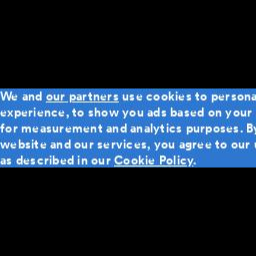 We and our partners use cookies to persona
experience, to show you ads based on your
for measurement and analytics purposes. By
website and our services, you agree to our
as described in our Cookie Policy.